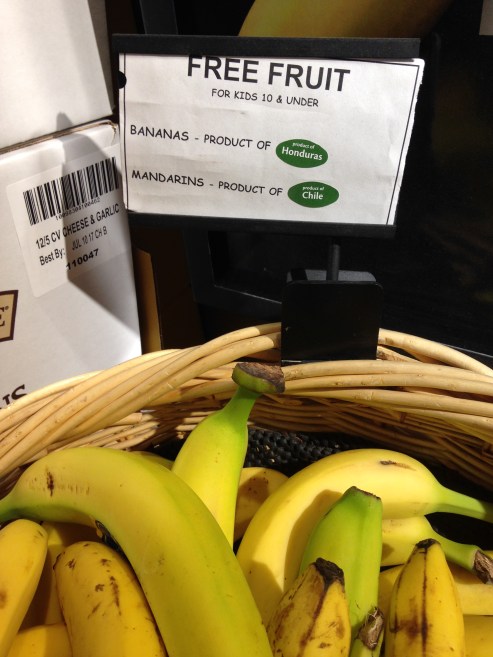 FREE FRUIT
FOR KIDS 10 & UNDER
BANANAS - PRODUCT OF product of Honduras
MANDARINS - PRODUCT OF product of Chile
12/5 CV CHEESE & GARLIC
Best By: JUL 10 17 CH B
110047